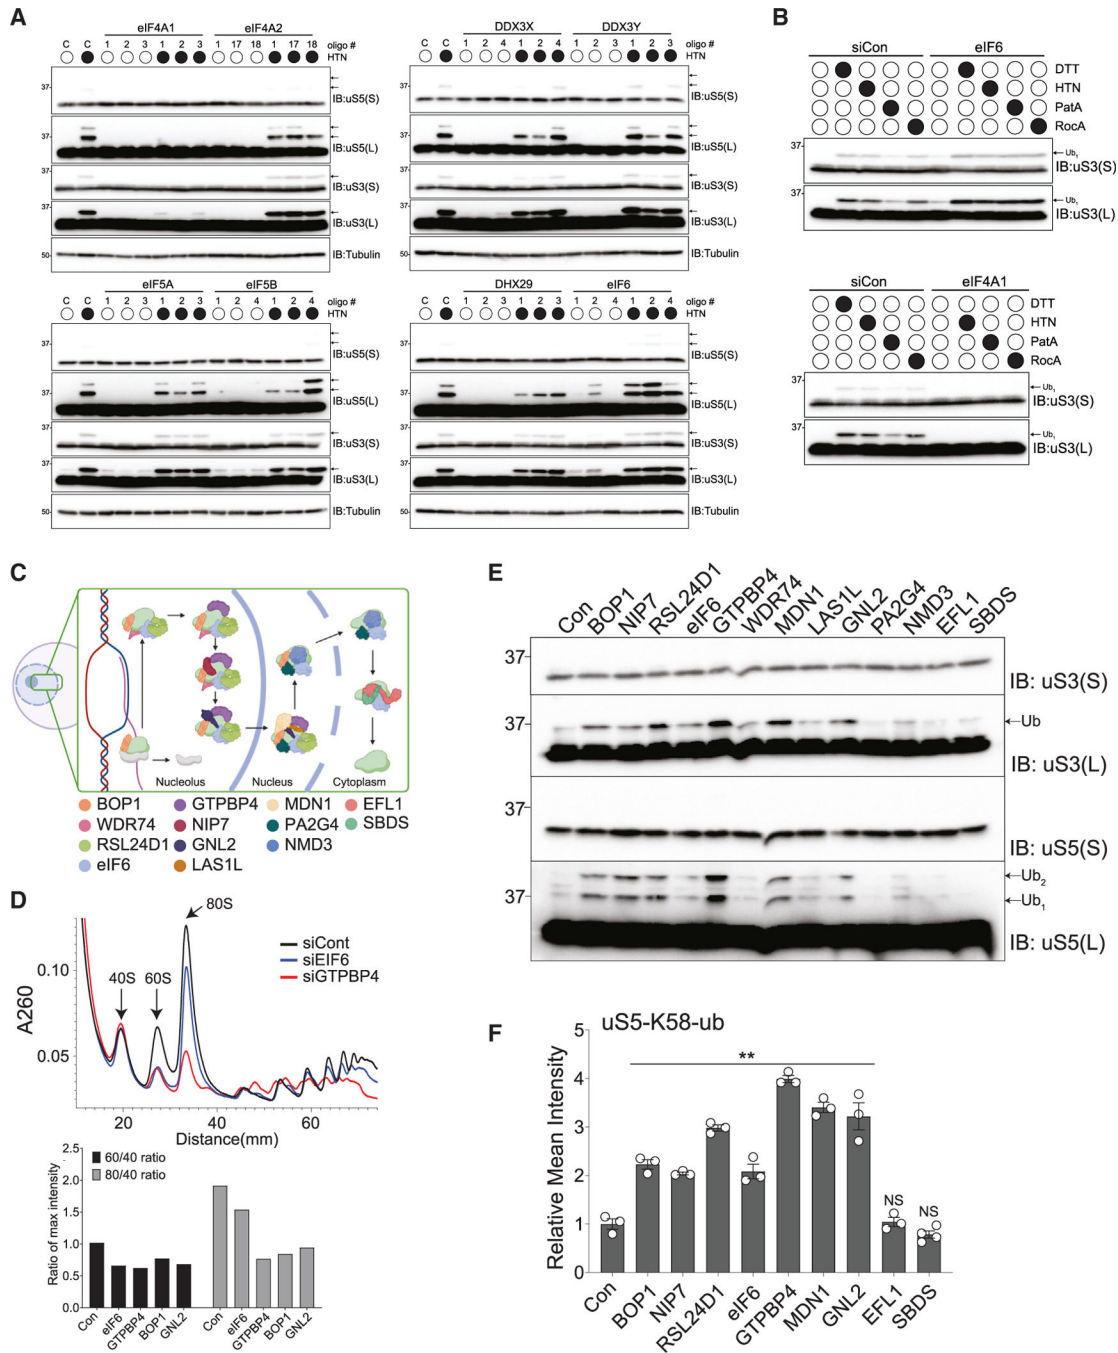 A
eIF4A1 eIF4A2
C C 1 2 3 1 2 3 1 17 18 1 17 18 oligo #
HTN
37
IB:uS5(S)
37
IB:uS5(L)
IB:uS3(S)
37
IB:uS3(L)
50
IB:Tubulin
DDX3X DDX3Y
C C 1 2 4 1 2 4 1 2 3 1 2 3 oligo #
HTN
37
IB:uS5(S)
37
IB:uS5(L)
IB:uS3(S)
37
IB:uS3(L)
50
IB:Tubulin
eIF5A eIF5B
C C 1 2 3 1 2 3 1 2 4 1 2 4 oligo #
HTN
IB:uS5(S)
37
IB:uS5(L)
IB:uS3(S)
37
IB:uS3(L)
50
IB:Tubulin
DHX29 eIF6
C C 1 2 3 1 2 3 1 2 4 1 2 4 oligo #
HTN
IB:uS5(S)
37
IB:uS5(L)
IB:uS3(S)
37
IB:uS3(L)
50
IB:Tubulin
B
siCon eIF6
DTT
HTN
PatA
RocA
37
Ub1
IB:uS3(S)
37
Ub1
IB:uS3(L)
siCon eIF4A1
DTT
HTN
PatA
RocA
37
Ub1
IB:uS3(S)
37
Ub1
IB:uS3(L)
C
Nucleolus Nucleus Cytoplasm
BOP1 GTPBP4 MDN1 EFL1
WDR74 NIP7 PA2G4 SBDS
RSL24D1 GNL2 NMD3
eIF6 LAS1L
D
80S
siCont
siEIF6
siGTPBP4
40S 60S
0.10
0.05
A260
20 40 60
Distance(mm)
60/40 ratio
80/40 ratio
Ratio of max intensity
2.5
2.0
1.5
1.0
0.5
0.0
Con eIF6 GTPBP4 BOP1 GNL2 Con eIF6 GTPBP4 BOP1 GNL2
E
Con BOP1 NIP7 RSL24D1 eIF6 GTPBP4 WDR74 MDN1 LAS1L GNL2 PA2G4 NMD3 EFL1 SBDS
37
IB: uS3(S)
37
Ub
IB: uS3(L)
IB: uS5(S)
Ub2
37
Ub1
IB: uS5(L)
F
uS5-K58-ub
Relative Mean Intensity
5
4
3
2
1
0
**
NS NS
Con BOP1 NIP7 RSL24D1 eIF6 GTPBP4 MDN1 GNL2 EFL1 SBDS